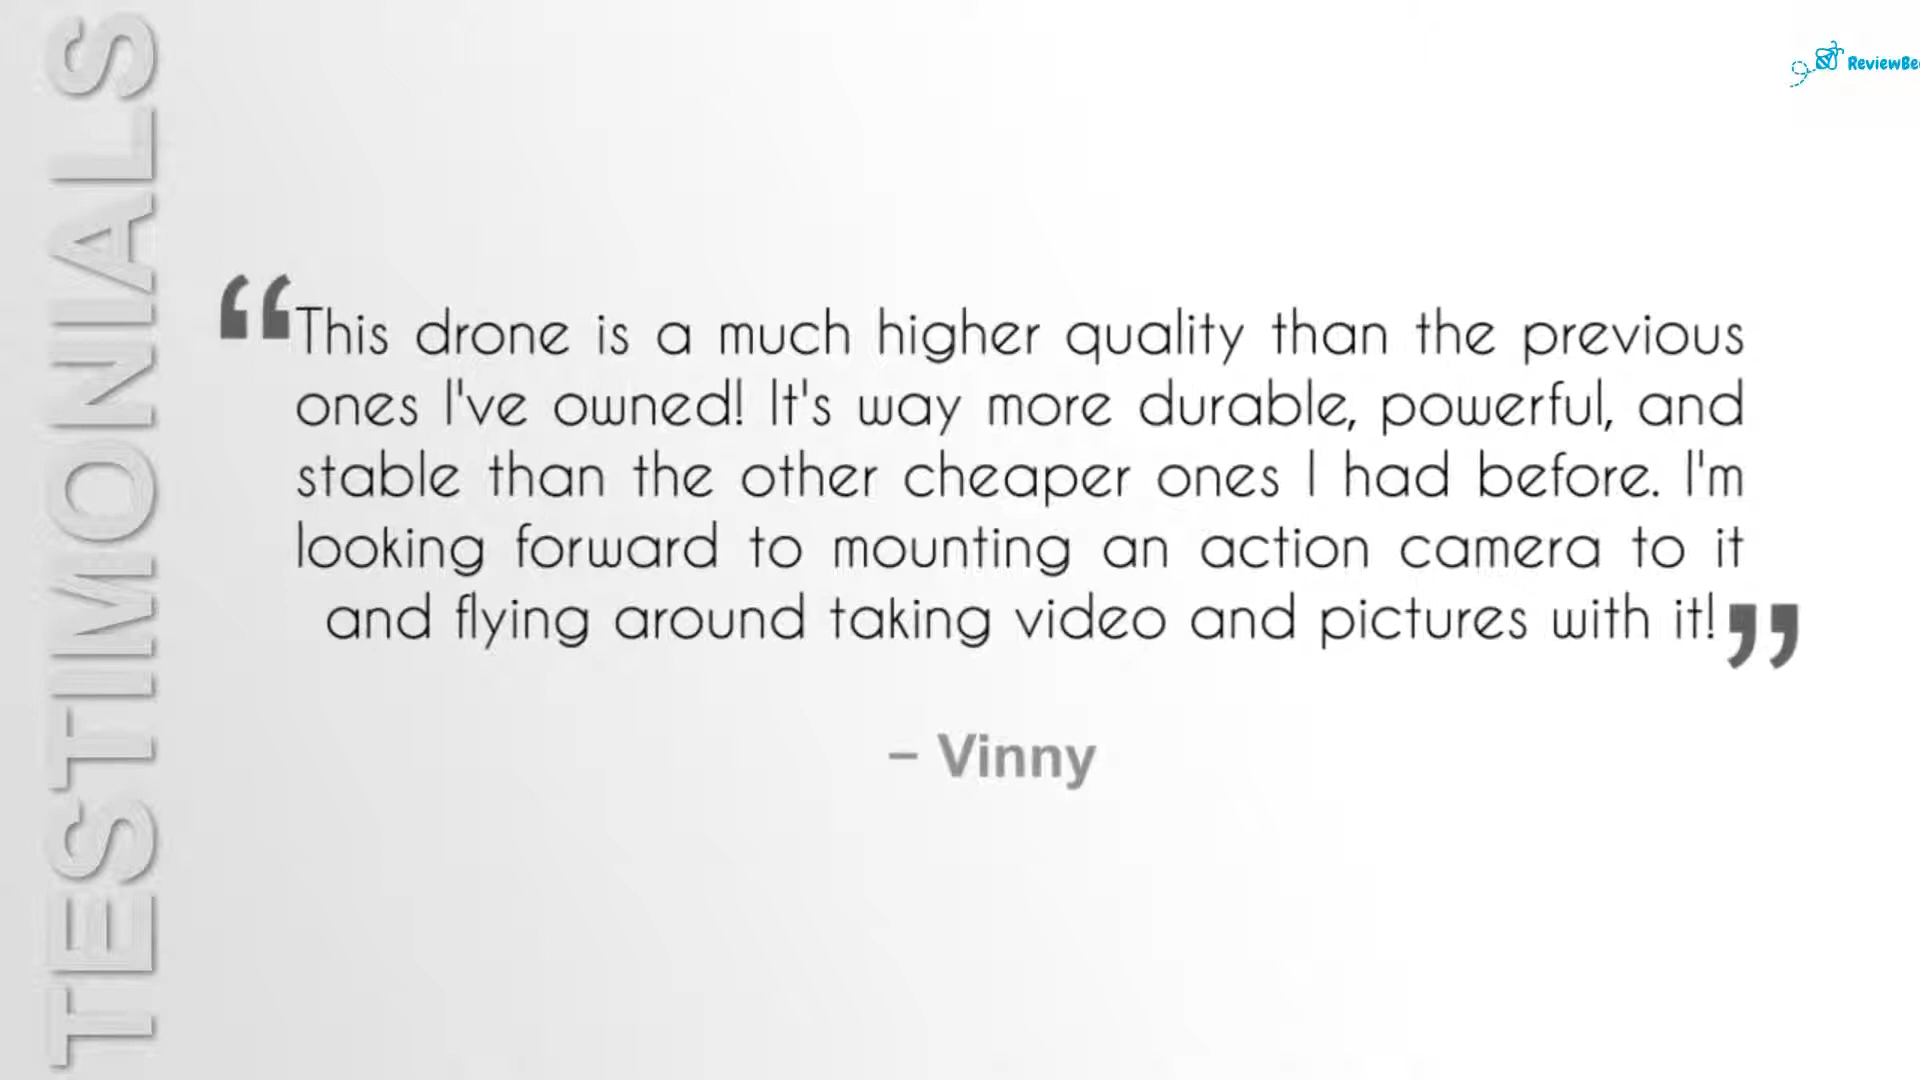 TESTIMONIALS
ReviewBee
“This drone is a much higher quality than the previous
ones I've owned! It's way more durable, powerful, and
stable than the other cheaper ones I had before. I'm
looking forward to mounting an action camera to it
and flying around taking video and pictures with it!”
– Vinny